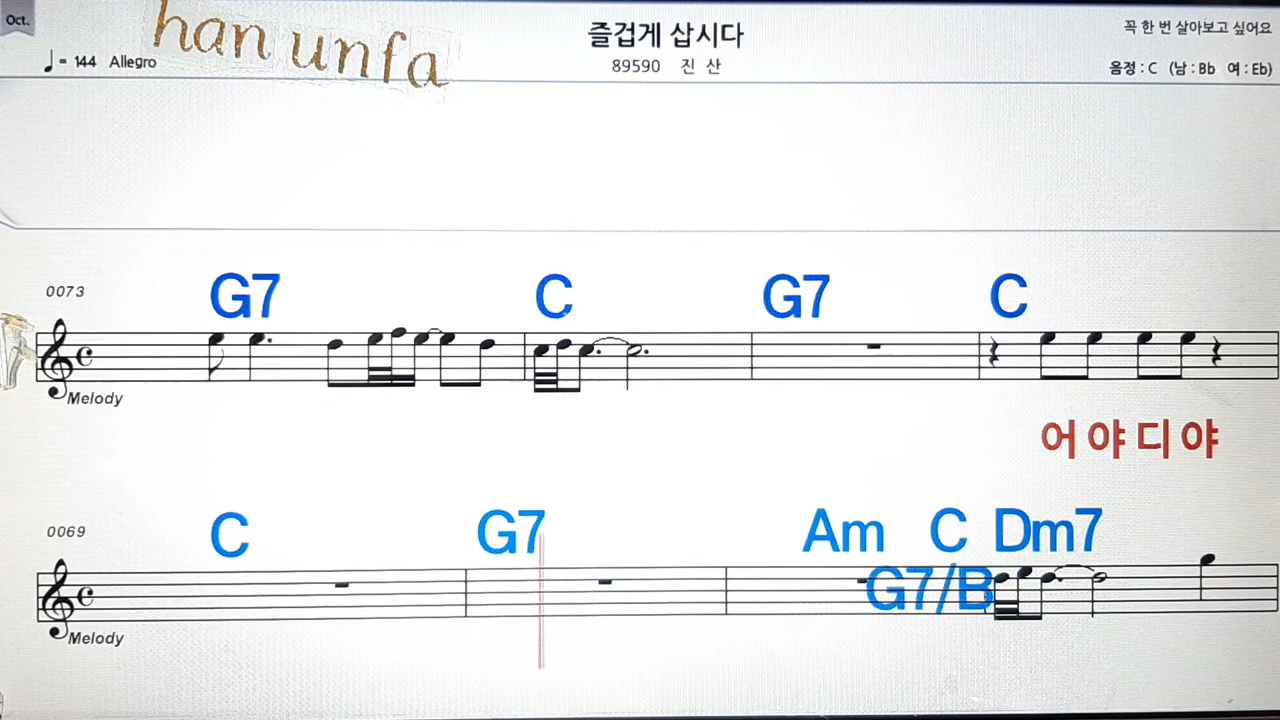 Oct.
han unfa
즐겁게 삽시다
꼭 한 번 살아보고 싶어요
♩= 144 Allegro
89590 진 산
음정 : C (남 : Bb 여 : Eb)
0073
G7 C G7 C
Melody
어 야 디 야
0069
C G7 Am C Dm7
G7/B
Melody